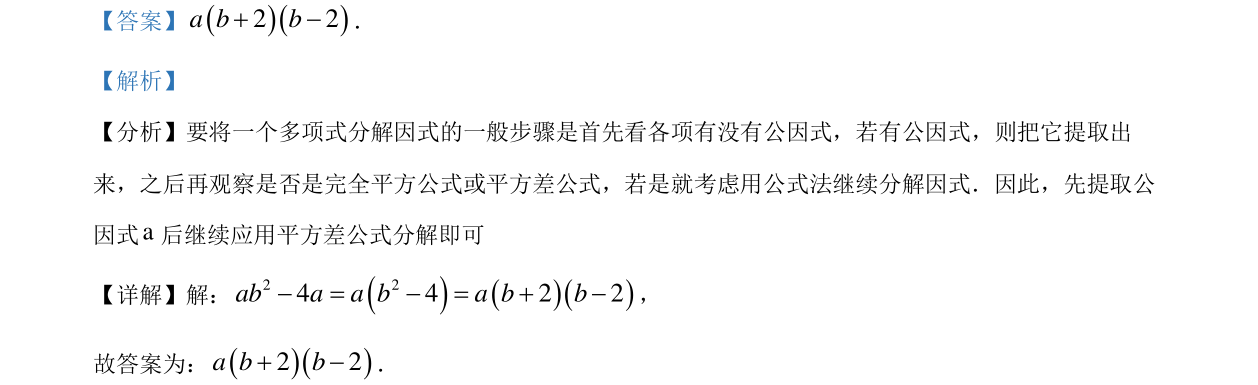 【答案】a(b+2)(b−2).
【解析】
【分析】要将一个多项式分解因式的一般步骤是首先看各项有没有公因式，若有公因式，则把它提取出
来，之后再观察是否是完全平方公式或平方差公式，若是就考虑用公式法继续分解因式．因此，先提取公
因式 a 后继续应用平方差公式分解即可
【详解】解：ab²−4a=a(b²−4)=a(b+2)(b−2)，
故答案为：a(b+2)(b−2).